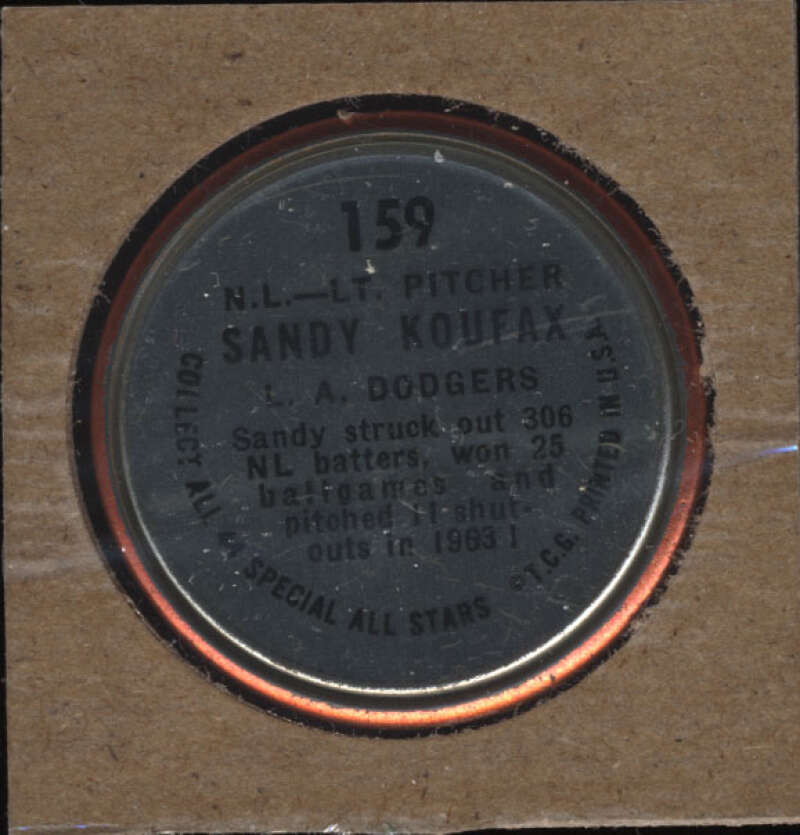 159
N.L.—LT. PITCHER
SANDY KOUFAX
L. A. DODGERS
Sandy struck out 306
NL batters, won 25
ballgames and
pitched 11 shut-
outs in 1963!
COLLECT ALL 44 SPECIAL ALL STARS
©T.C.G. PRINTED IN U.S.A.